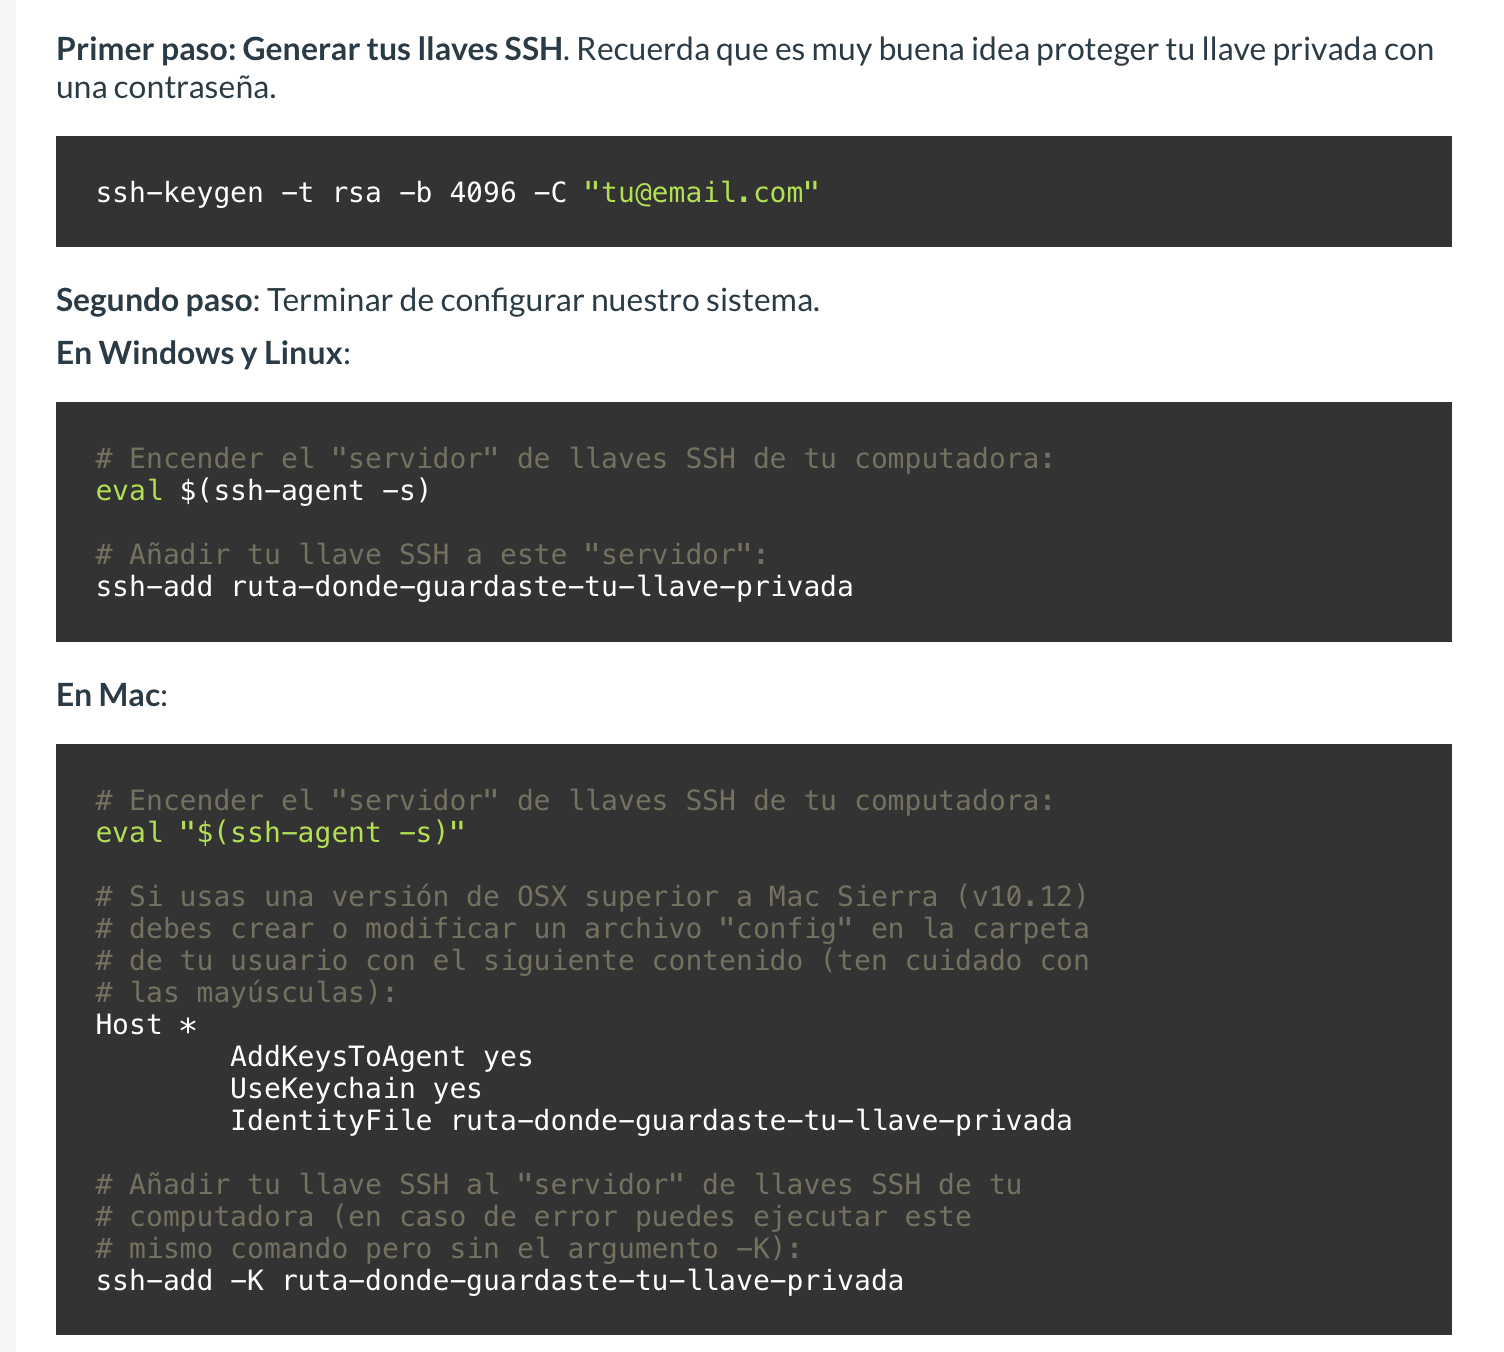 Primer paso: Generar tus llaves SSH. Recuerda que es muy buena idea proteger tu llave privada con
una contraseña.
ssh-keygen -t rsa -b 4096 -C "tu@email.com"
Segundo paso: Terminar de configurar nuestro sistema.
En Windows y Linux:
# Encender el "servidor" de llaves SSH de tu computadora:
eval $(ssh-agent -s)
# Añadir tu llave SSH a este "servidor":
ssh-add ruta-donde-guardaste-tu-llave-privada
En Mac:
# Encender el "servidor" de llaves SSH de tu computadora:
eval "$(ssh-agent -s)"
# Si usas una versión de OSX superior a Mac Sierra (v10.12)
# debes crear o modificar un archivo "config" en la carpeta
# de tu usuario con el siguiente contenido (ten cuidado con
# las mayúsculas):
Host *
        AddKeysToAgent yes
        UseKeychain yes
        IdentityFile ruta-donde-guardaste-tu-llave-privada
# Añadir tu llave SSH al "servidor" de llaves SSH de tu
# computadora (en caso de error puedes ejecutar este
# mismo comando pero sin el argumento -K):
ssh-add -K ruta-donde-guardaste-tu-llave-privada